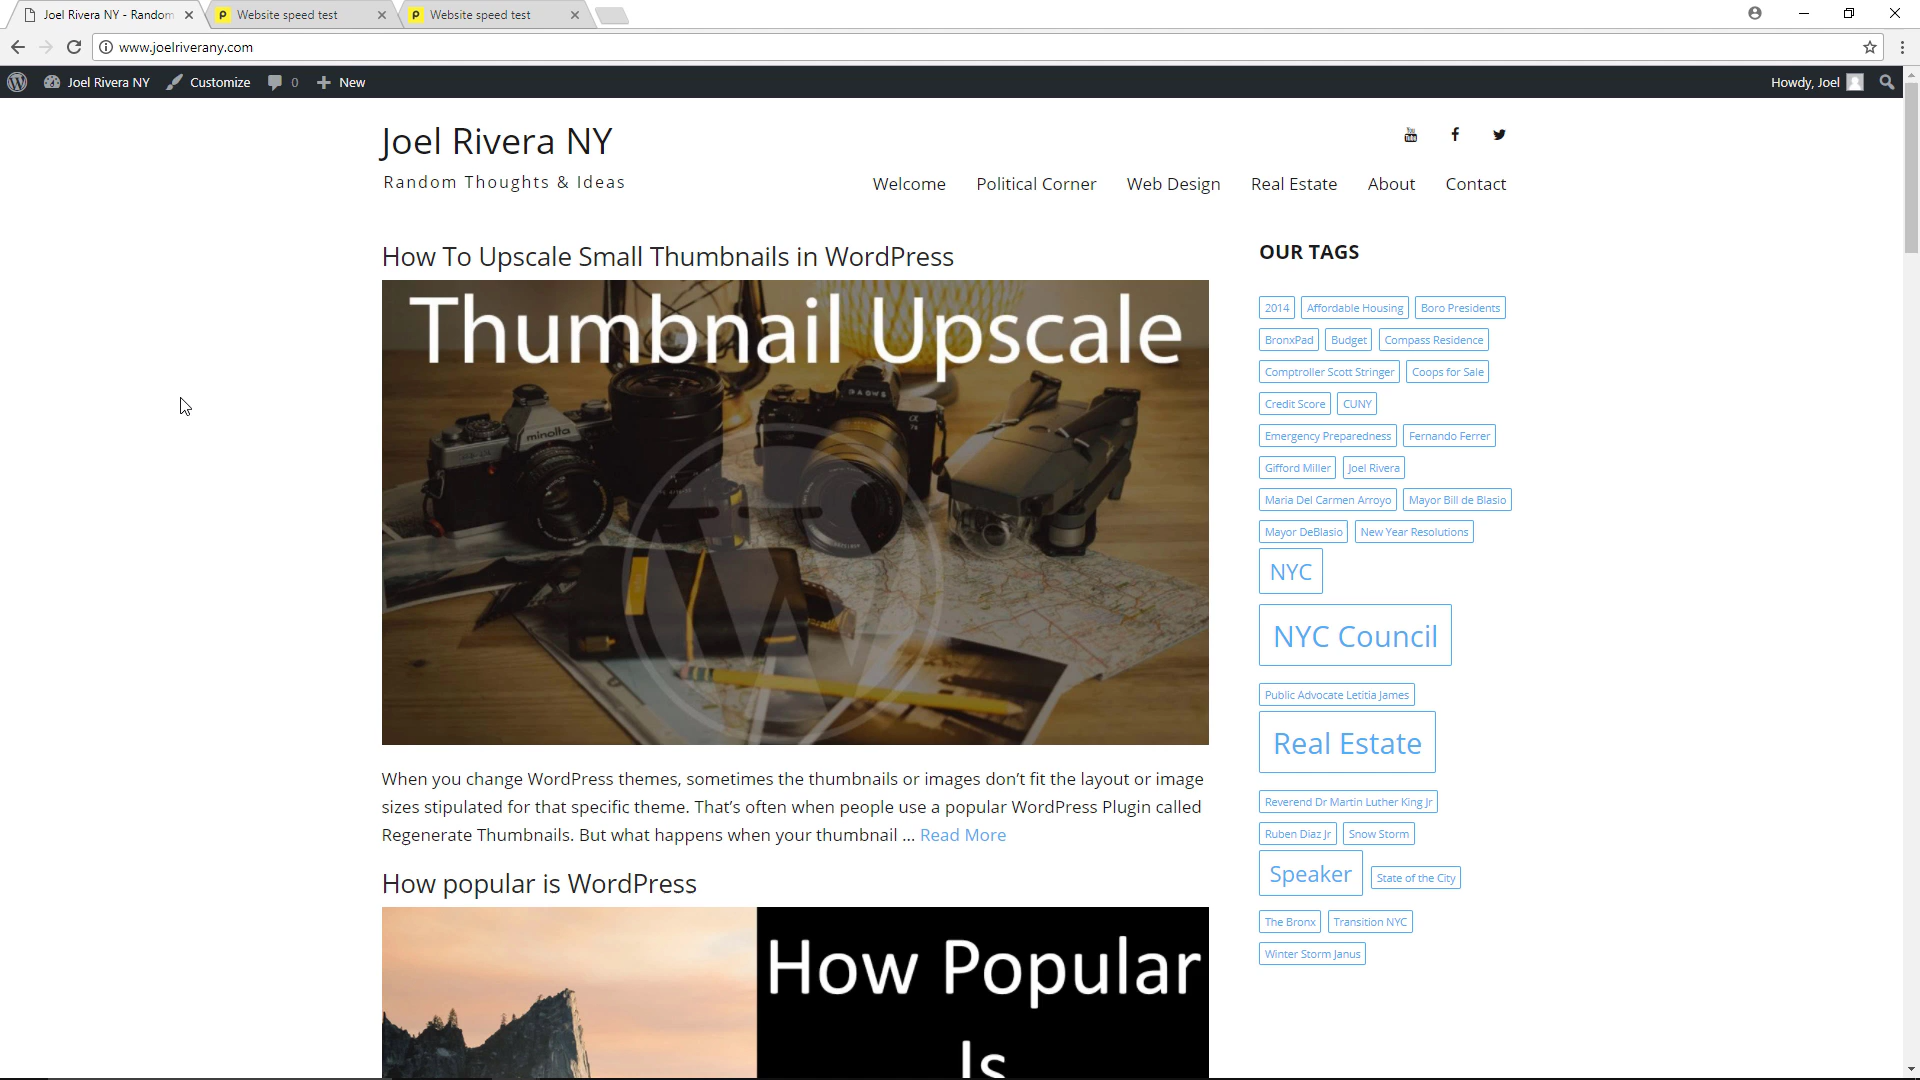 Joel Rivera NY - Random
Website speed test
Website speed test
www.joelriverany.com
Joel Rivera NY
Customize
0
New
Howdy, Joel
Joel Rivera NY
Random Thoughts & Ideas
Welcome
Political Corner
Web Design
Real Estate
About
Contact
How To Upscale Small Thumbnails in WordPress
Thumbnail Upscale
minolta
When you change WordPress themes, sometimes the thumbnails or images don’t fit the layout or image
sizes stipulated for that specific theme. That’s often when people use a popular WordPress Plugin called
Regenerate Thumbnails. But what happens when your thumbnail ... Read More
How popular is WordPress
How Popular
Is
OUR TAGS
2014 Affordable Housing Boro Presidents
BronxPad Budget Compass Residence
Comptroller Scott Stringer Coops for Sale
Credit Score CUNY
Emergency Preparedness Fernando Ferrer
Gifford Miller Joel Rivera
Maria Del Carmen Arroyo Mayor Bill de Blasio
Mayor DeBlasio New Year Resolutions
NYC
NYC Council
Public Advocate Letitia James
Real Estate
Reverend Dr Martin Luther King Jr
Ruben Diaz Jr Snow Storm
Speaker State of the City
The Bronx Transition NYC
Winter Storm Janus